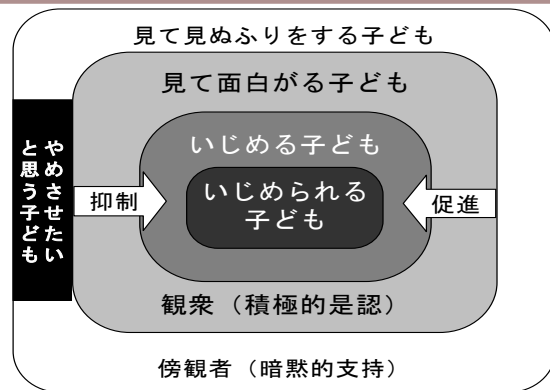 見て見ぬふりをする子ども
見て面白がる子ども
いじめる子ども
いじめられる
子ども
やめさせたい
と思う子ども
抑制
促進
観衆（積極的是認）
傍観者（暗黙的支持）